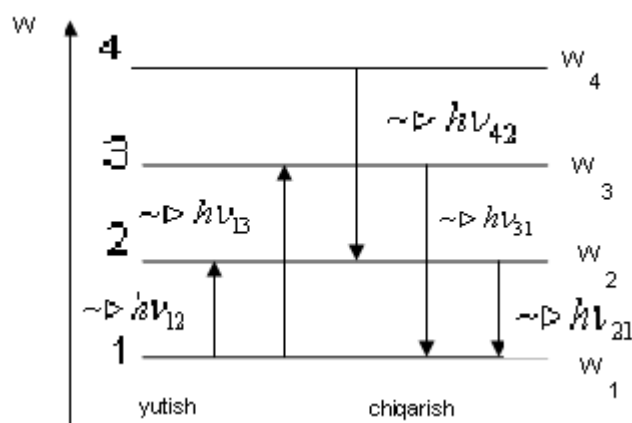 W
4
W₄
~▷ hν₄₂
3
W₃
~▷ hν₁₃
~▷ hν₃₁
2
W₂
~▷ hν₁₂
~▷ hν₂₁
1
W₁
yutish
chiqarish